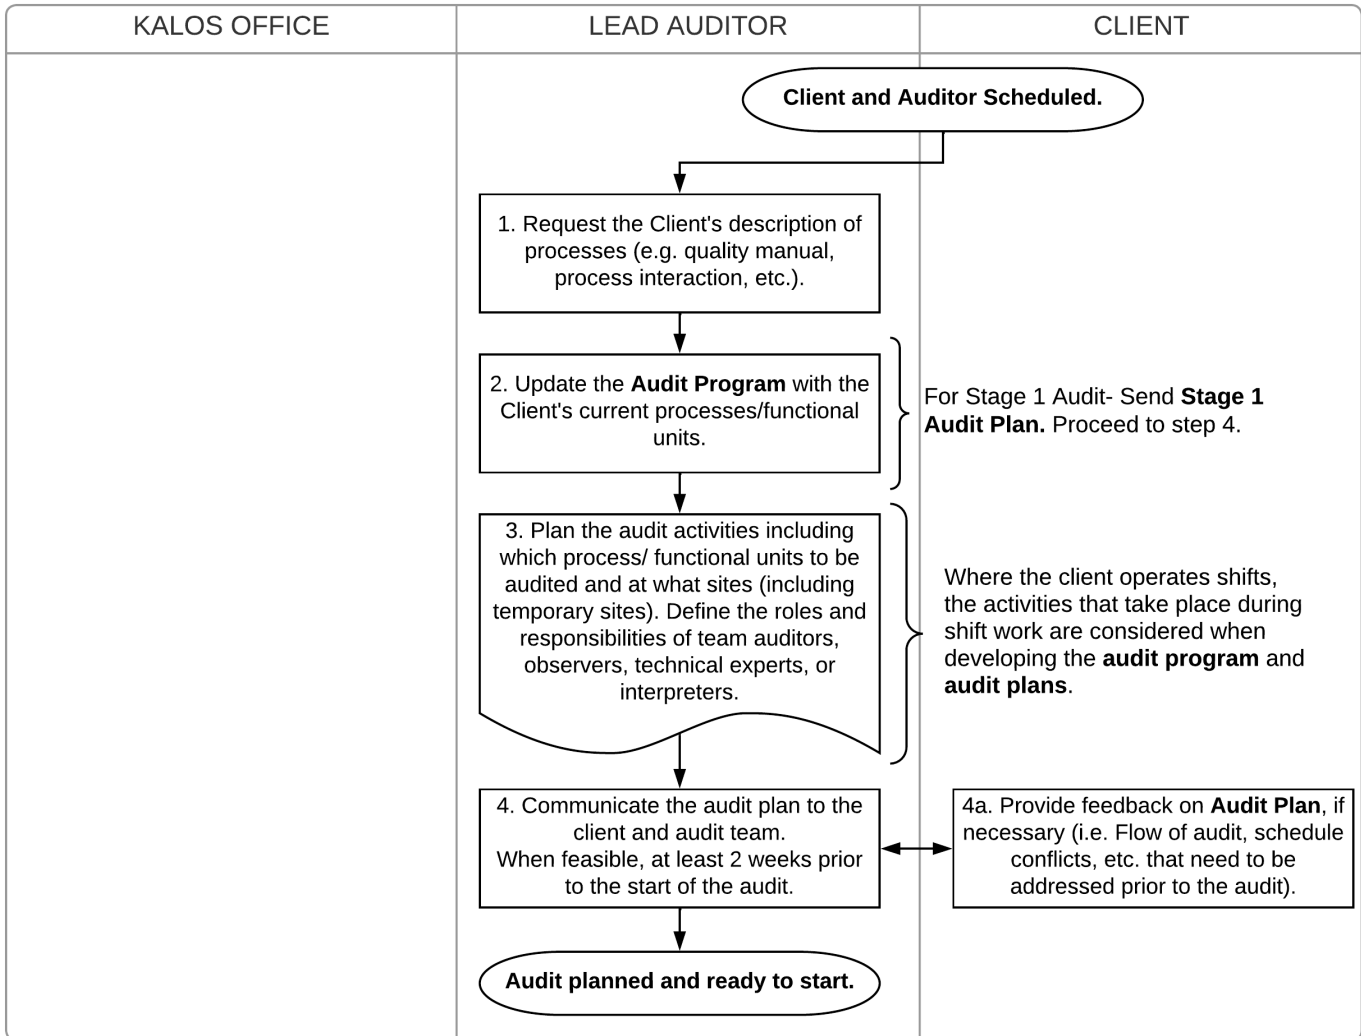 KALOS OFFICE
LEAD AUDITOR
CLIENT
Client and Auditor Scheduled.
1. Request the Client's description of
processes (e.g. quality manual,
process interaction, etc.).
2. Update the Audit Program with the
Client's current processes/functional
units.
For Stage 1 Audit- Send Stage 1
Audit Plan. Proceed to step 4.
3. Plan the audit activities including
which process/ functional units to be
audited and at what sites (including
temporary sites). Define the roles and
responsibilities of team auditors,
observers, technical experts, or
interpreters.
Where the client operates shifts,
the activities that take place during
shift work are considered when
developing the audit program and
audit plans.
4. Communicate the audit plan to the
client and audit team.
When feasible, at least 2 weeks prior
to the start of the audit.
4a. Provide feedback on Audit Plan, if
necessary (i.e. Flow of audit, schedule
conflicts, etc. that need to be
addressed prior to the audit).
Audit planned and ready to start.